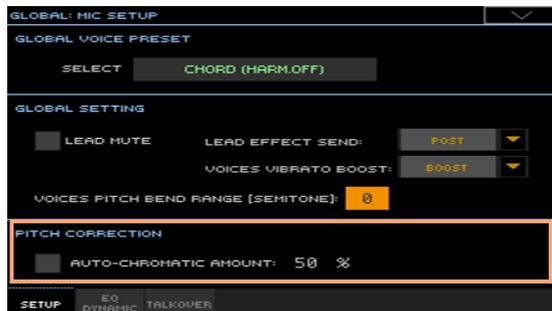 GLOBAL: MIC SETUP
GLOBAL VOICE PRESET
SELECT CHORD (HARM.OFF)
GLOBAL SETTING
LEAD MUTE LEAD EFFECT SEND: POST
VOICES VIBRATO BOOST: BOOST
VOICES PITCH BEND RANGE [SEMITONE]: 0
PITCH CORRECTION
AUTO-CHROMATIC AMOUNT: 50 %
SETUP EQ DYNAMIC TALKOVER